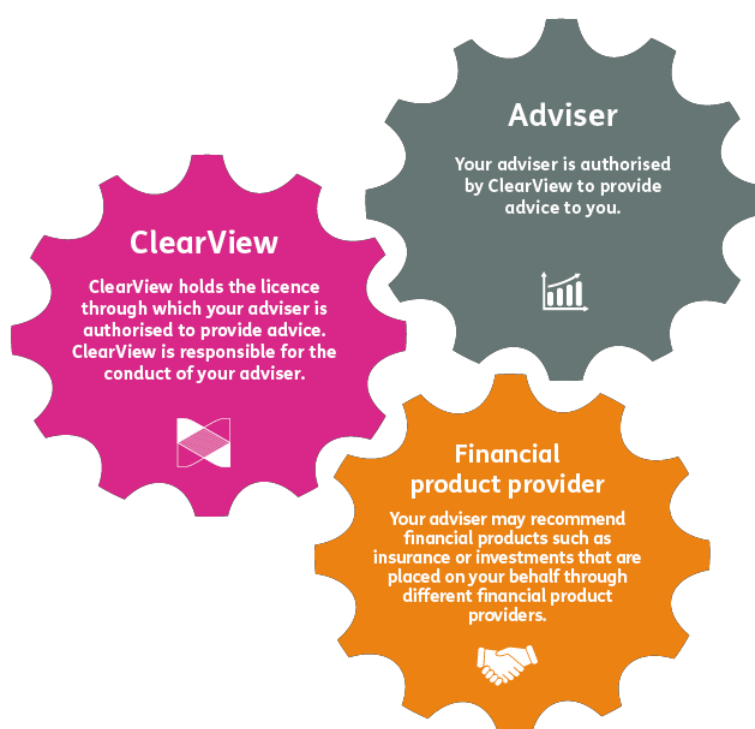 Adviser
Your adviser is authorised
by ClearView to provide
advice to you.
ClearView
ClearView holds the licence
through which your adviser is
authorised to provide advice.
ClearView is responsible for the
conduct of your adviser.
Financial
product provider
Your adviser may recommend
financial products such as
insurance or investments that are
placed on your behalf through
different financial product
providers.